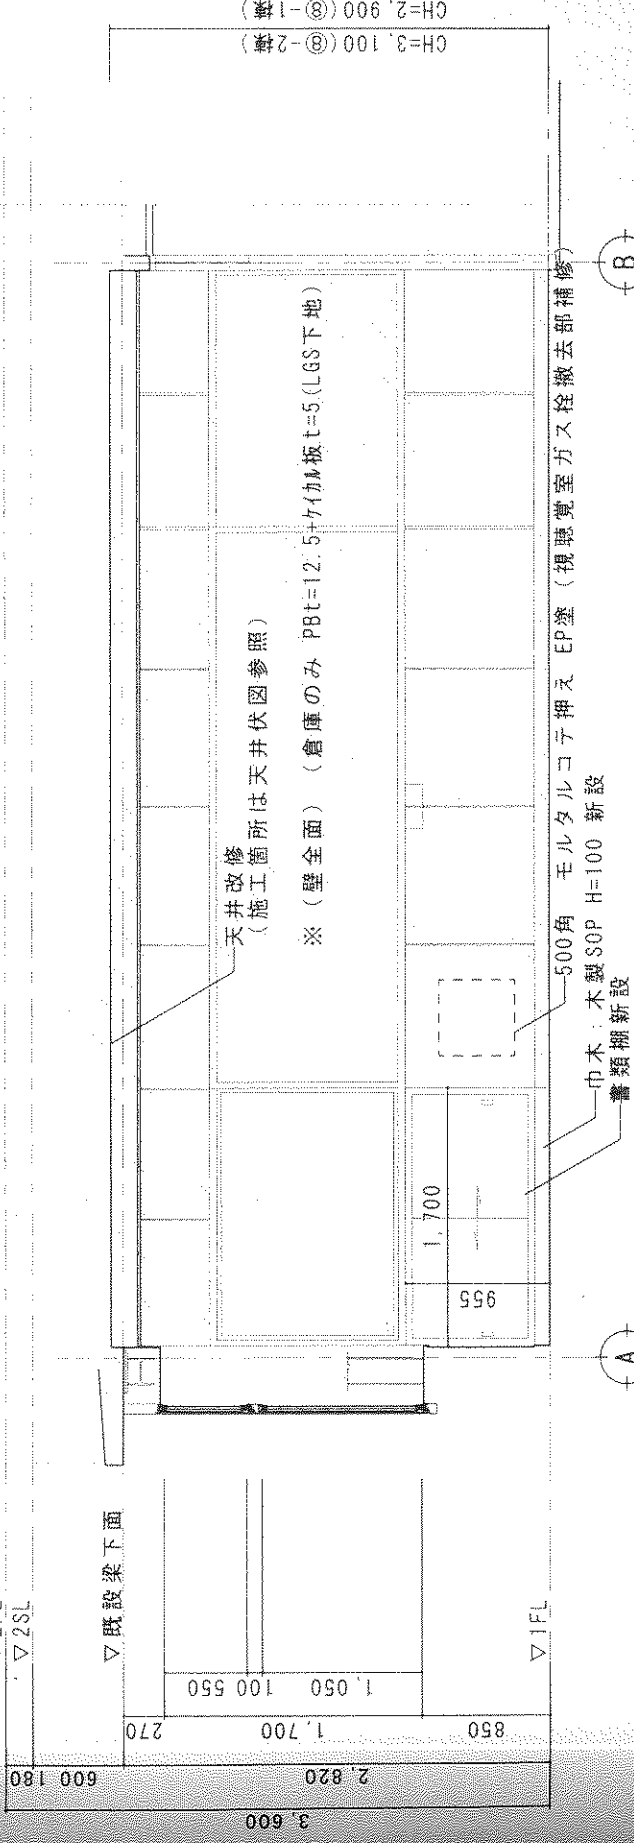 CH=2,900(⑧-1棟)
CH=3,100(⑧-2棟)
天井改修
(施工箇所は天井伏図参照)
※(壁全面) (倉庫のみ PBt=12.5+ケイカル板t=5(LGS下地)
500角 モルタルコテ押え EP塗(視聴覚室ガス栓撤去部補修)
巾木:木製SOP H=100 新設
書類棚新設
1,700
955
A
B
▽2SL
▽既設梁下面
▽1FL
550
100
1,050
270
1,700
850
180
600
2,820
3,600